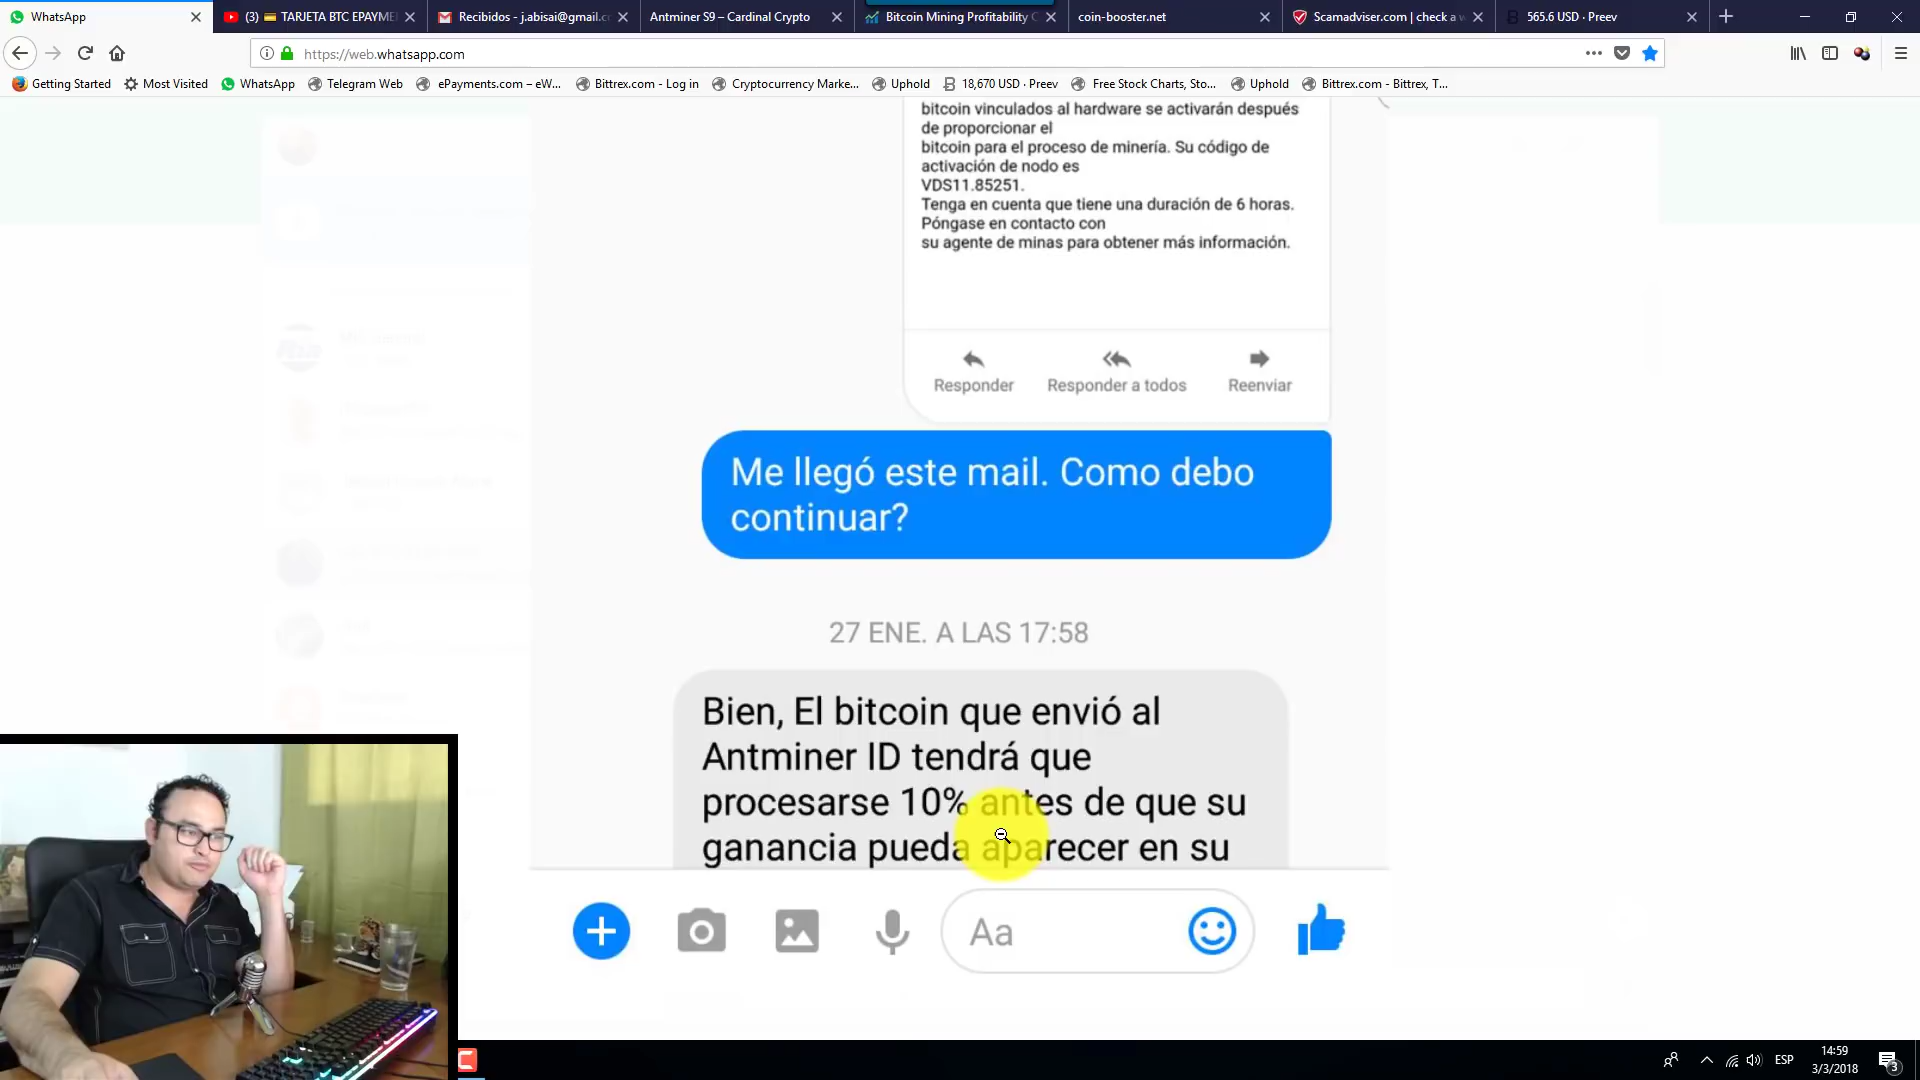 WhatsApp
(3) TARJETA BTC EPAYME
Recibidos - j.abisai@gmail.c
Antminer S9 – Cardinal Crypto
Bitcoin Mining Profitability C
coin-booster.net
Scamadviser.com | check a w
565.6 USD · Preev
https://web.whatsapp.com
Getting Started
Most Visited
WhatsApp
Telegram Web
ePayments.com – eW...
Bittrex.com - Log in
Cryptocurrency Marke...
Uphold
18,670 USD · Preev
Free Stock Charts, Sto...
Uphold
Bittrex.com - Bittrex, T...
bitcoin vinculados al hardware se activarán después
de proporcionar el
bitcoin para el proceso de minería. Su código de
activación de nodo es
VDS11.85251.
Tenga en cuenta que tiene una duración de 6 horas.
Póngase en contacto con
su agente de minas para obtener más información.
Responder
Responder a todos
Reenviar
Me llegó este mail. Como debo
continuar?
27 ENE. A LAS 17:58
Bien, El bitcoin que envió al
Antminer ID tendrá que
procesarse 10% antes de que su
ganancia pueda aparecer en su
Aa
ESP
14:59
3/3/2018
3